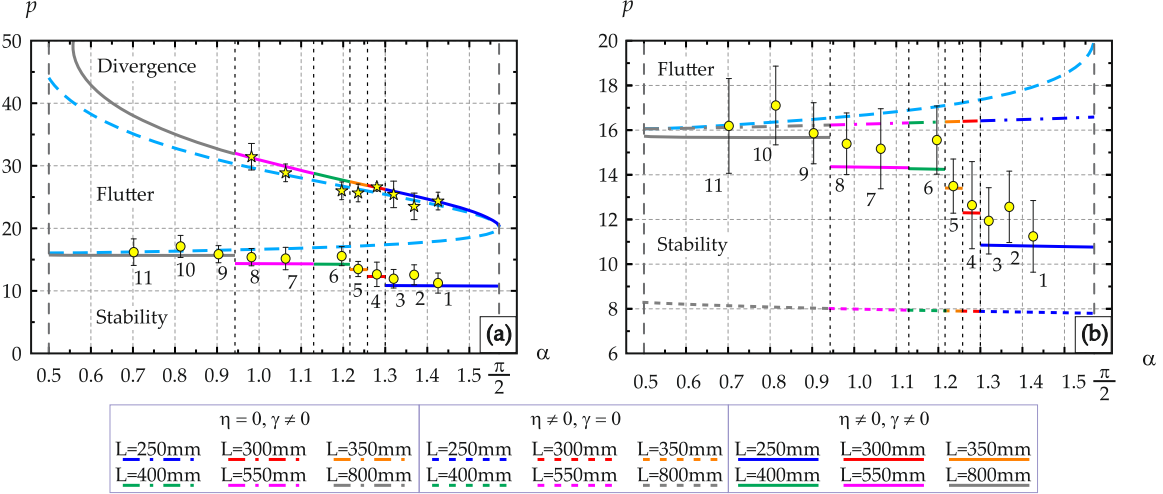 p
50
40
30
20
10
0
Divergence
Flutter
Stability
11
10
9
8
7
6
5
4
3
2
1
(a)
α
0.5
0.6
0.7
0.8
0.9
1.0
1.1
1.2
1.3
1.4
1.5
π
2
p
20
18
16
14
12
10
8
6
Flutter
Stability
11
10
9
8
7
6
5
4
3
2
1
(b)
α
0.5
0.6
0.7
0.8
0.9
1.0
1.1
1.2
1.3
1.4
1.5
π
2
η = 0, γ ≠ 0
L=250mm L=300mm L=350mm
L=400mm L=550mm L=800mm
η ≠ 0, γ = 0
L=250mm L=300mm L=350mm
L=400mm L=550mm L=800mm
η ≠ 0, γ ≠ 0
L=250mm L=300mm L=350mm
L=400mm L=550mm L=800mm